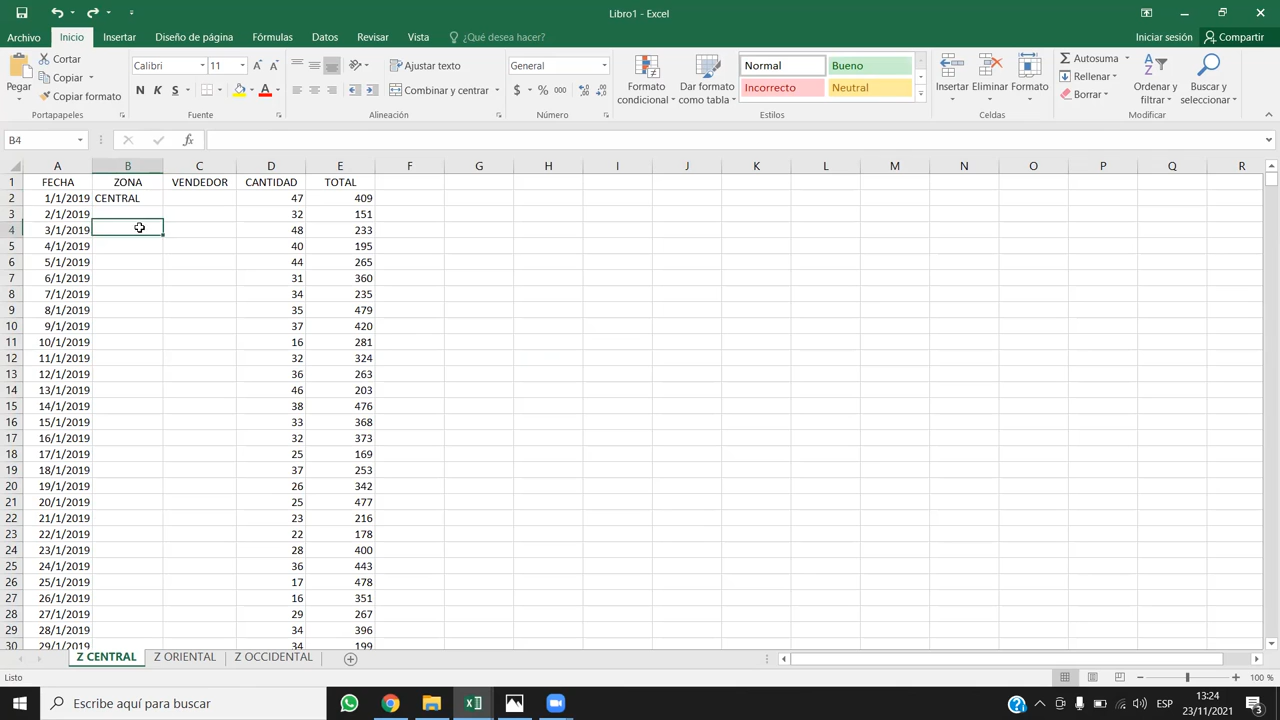 Libro1 - Excel
Archivo Inicio Insertar Diseño de página Fórmulas Datos Revisar Vista ¿Qué desea hacer? Iniciar sesión Compartir
Pegar Cortar Copiar Copiar formato
Calibri 11
N K S
Ajustar texto
Combinar y centrar
General
$ % 000
Formato condicional
Dar formato como tabla
Normal Bueno
Incorrecto Neutral
Insertar Eliminar Formato
Autosuma
Rellenar
Borrar
Ordenar y filtrar
Buscar y seleccionar
Portapapeles Fuente Alineación Número Estilos Celdas Modificar
B4 fx
A B C D E F G H I J K L M N O P Q R
1 FECHA ZONA VENDEDOR CANTIDAD TOTAL
2 1/1/2019 CENTRAL 47 409
3 2/1/2019 32 151
4 3/1/2019 48 233
5 4/1/2019 40 195
6 5/1/2019 44 265
7 6/1/2019 31 360
8 7/1/2019 34 235
9 8/1/2019 35 479
10 9/1/2019 37 420
11 10/1/2019 16 281
12 11/1/2019 32 324
13 12/1/2019 36 263
14 13/1/2019 46 203
15 14/1/2019 38 476
16 15/1/2019 33 368
17 16/1/2019 32 373
18 17/1/2019 25 169
19 18/1/2019 37 253
20 19/1/2019 26 342
21 20/1/2019 25 477
22 21/1/2019 23 216
23 22/1/2019 22 178
24 23/1/2019 28 400
25 24/1/2019 36 443
26 25/1/2019 17 478
27 26/1/2019 16 351
28 27/1/2019 29 267
29 28/1/2019 34 396
30 29/1/2019 34 199
Z CENTRAL Z ORIENTAL Z OCCIDENTAL
Listo 100 %
Escribe aquí para buscar ESP 13:24
23/11/2021 3